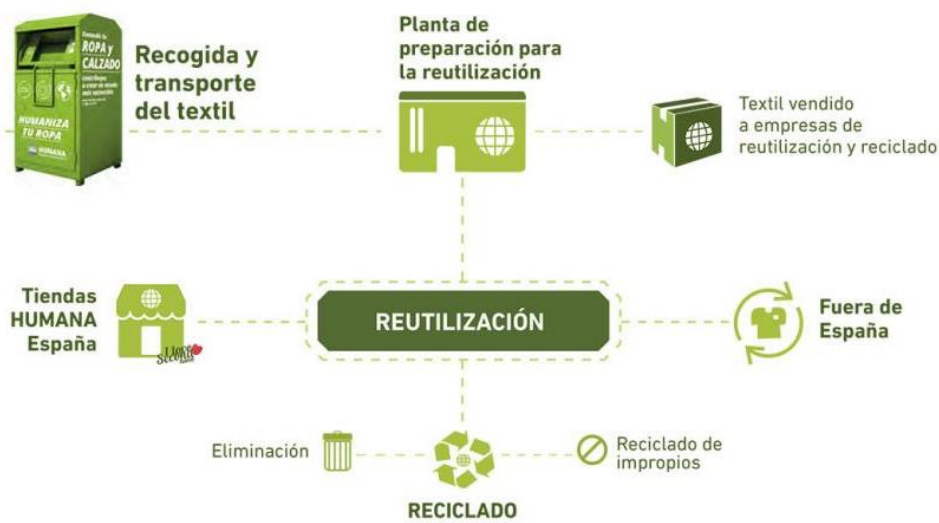 ROPA y
CALZADO
HUMANIZA
TU ROPA
HUMANA
Recogida y
transporte
del textil
Planta de
preparación para
la reutilización
Textil vendido
a empresas de
reutilización y reciclado
Tiendas
HUMANA
España
REUTILIZACIÓN
Fuera de
España
Eliminación
Reciclado de
impropios
RECICLADO